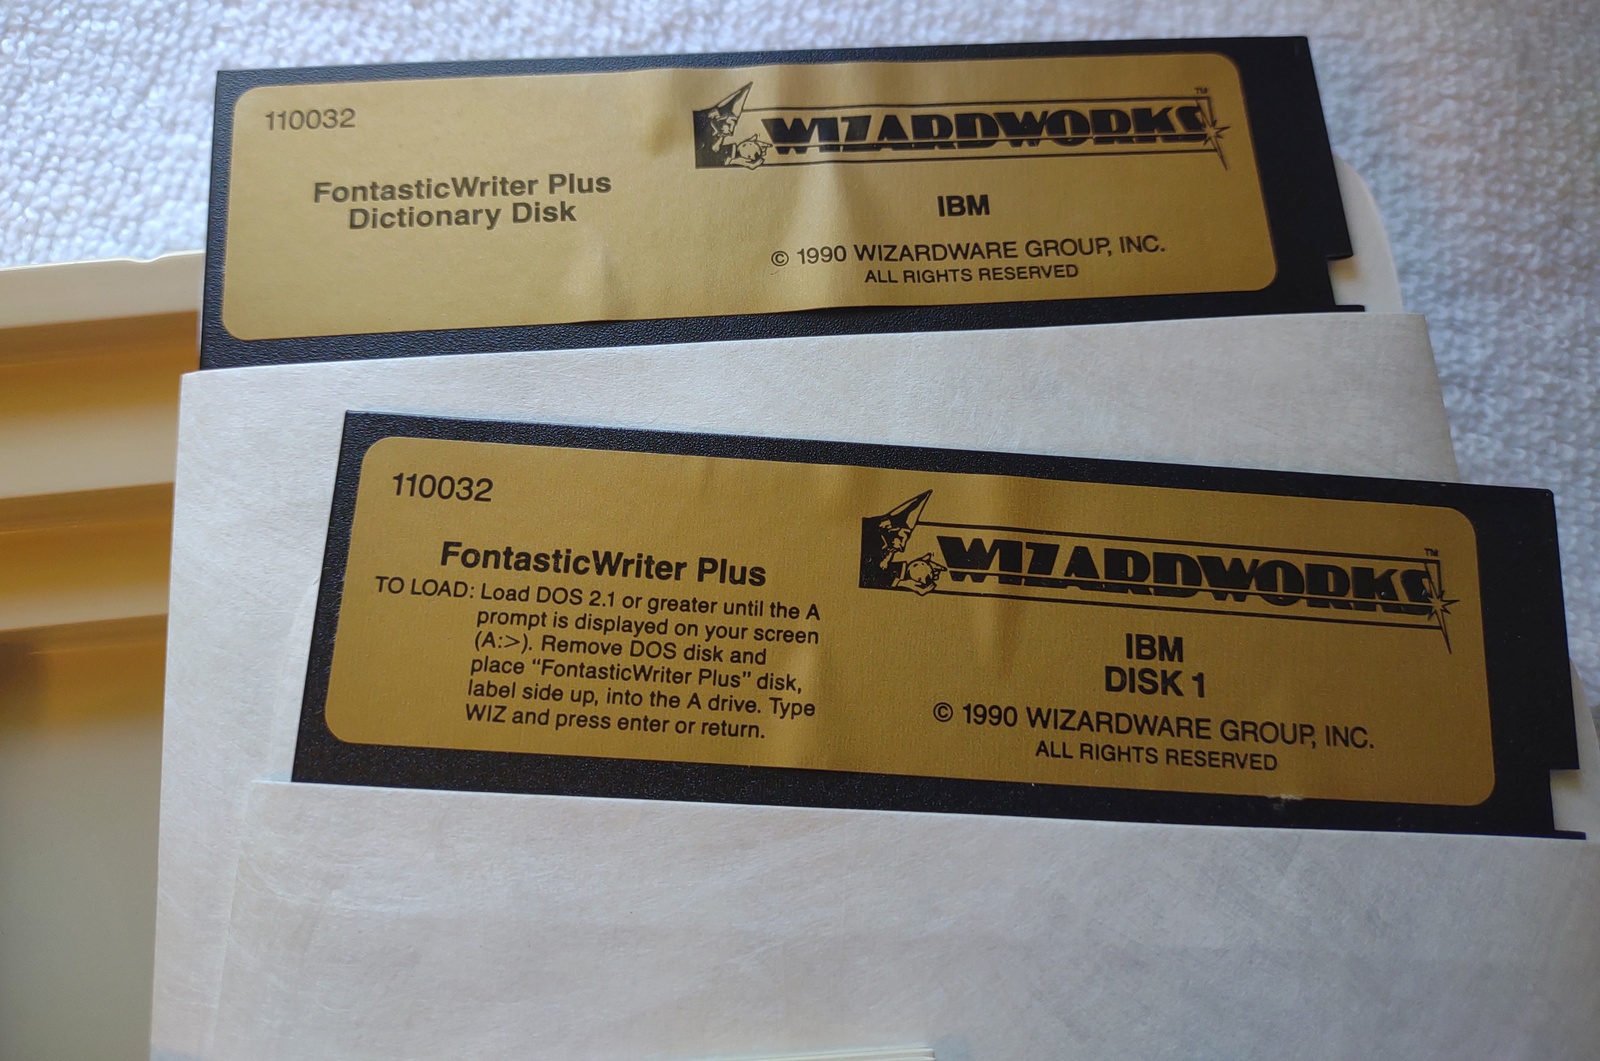 110032
FontasticWriter Plus
Dictionary Disk
WIZARDWORKS
TM
IBM
© 1990 WIZARDWARE GROUP, INC.
ALL RIGHTS RESERVED
110032
FontasticWriter Plus
TO LOAD: Load DOS 2.1 or greater until the A
prompt is displayed on your screen
(A:>). Remove DOS disk and
place “FontasticWriter Plus” disk,
label side up, into the A drive. Type
WIZ and press enter or return.
WIZARDWORKS
TM
IBM
DISK 1
© 1990 WIZARDWARE GROUP, INC.
ALL RIGHTS RESERVED